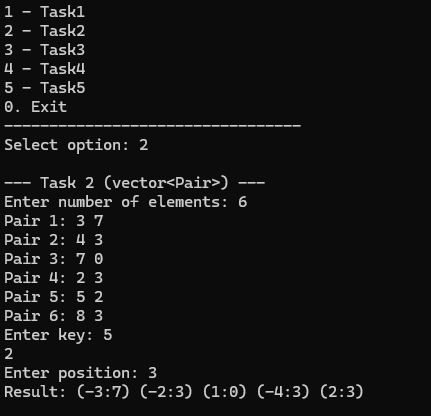 1 - Task1
2 - Task2
3 - Task3
4 - Task4
5 - Task5
0. Exit
---------------------------------
Select option: 2

--- Task 2 (vector<Pair>) ---
Enter number of elements: 6
Pair 1: 3 7
Pair 2: 4 3
Pair 3: 7 0
Pair 4: 2 3
Pair 5: 5 2
Pair 6: 8 3
Enter key: 5
2
Enter position: 3
Result: (-3:7) (-2:3) (1:0) (-4:3) (2:3)